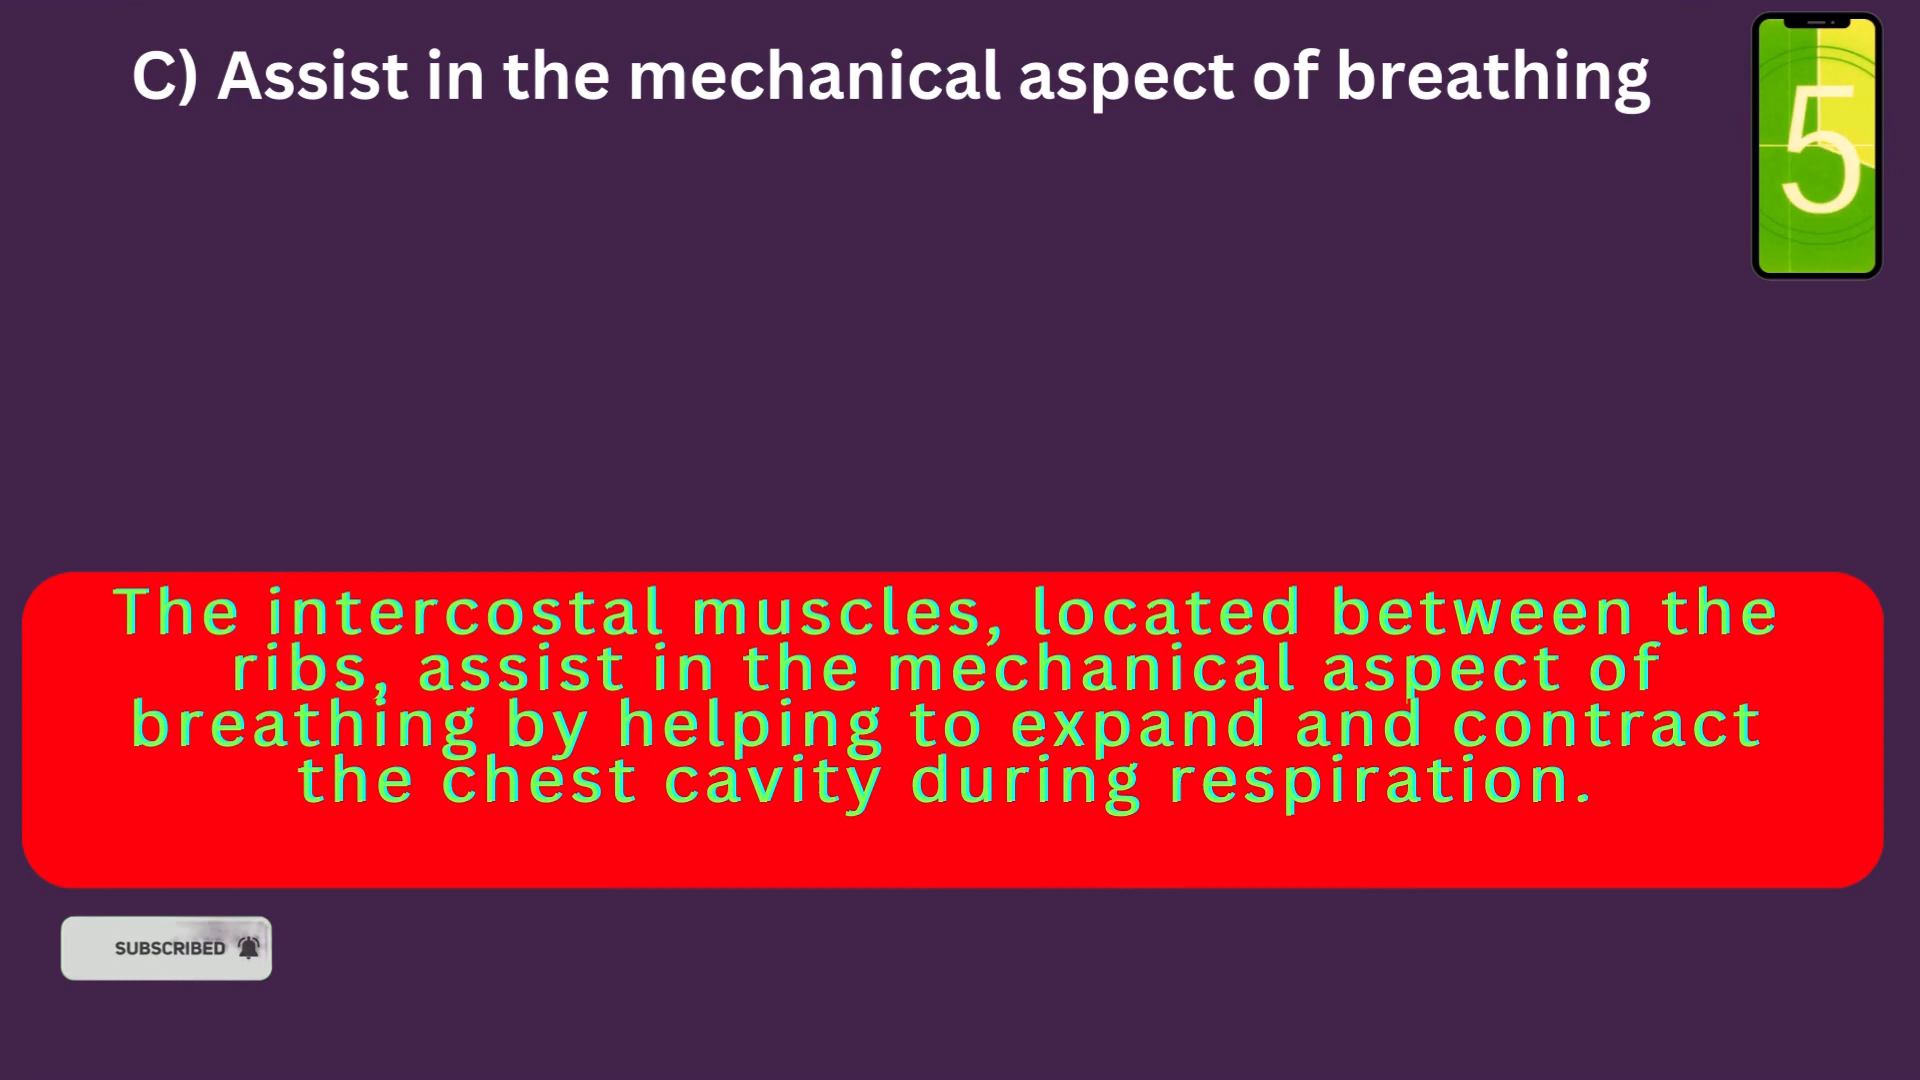 C) Assist in the mechanical aspect of breathing
5
The intercostal muscles, located between the
ribs, assist in the mechanical aspect of
breathing by helping to expand and contract
the chest cavity during respiration.
SUBSCRIBED